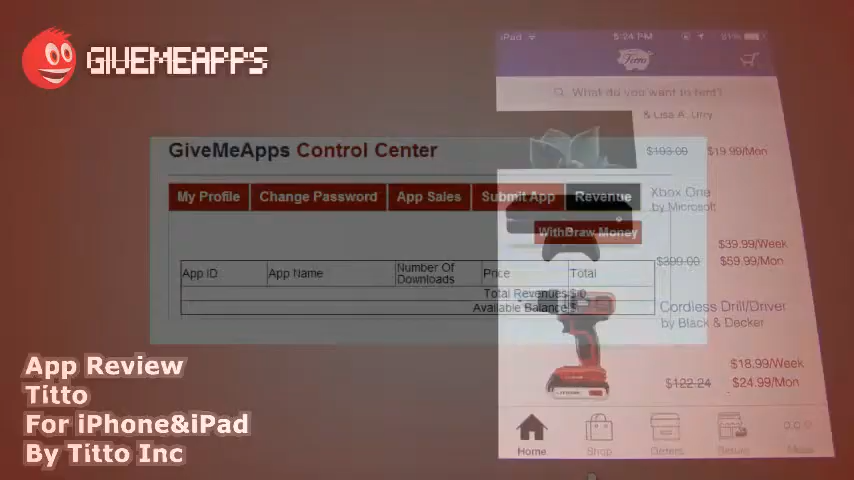 GIVEMEAPPS
iPad 5:24 PM 81%
Titto
What do you want to rent?
& Lisa A. Urry
$193.00 $19.99/Mon
GiveMeApps Control Center
My Profile Change Password App Sales Submit App Revenue
Xbox One
by Microsoft
WithDraw Money
$39.99/Week
$399.00 $59.99/Mon
App ID App Name Number Of Downloads Price Total
Total Revenues $ 0
Available Balance $
Cordless Drill/Driver
by Black & Decker
$18.99/Week
$122.24 $24.99/Mon
App Review
Titto
For iPhone&iPad
By Titto Inc
Home Shop Orders